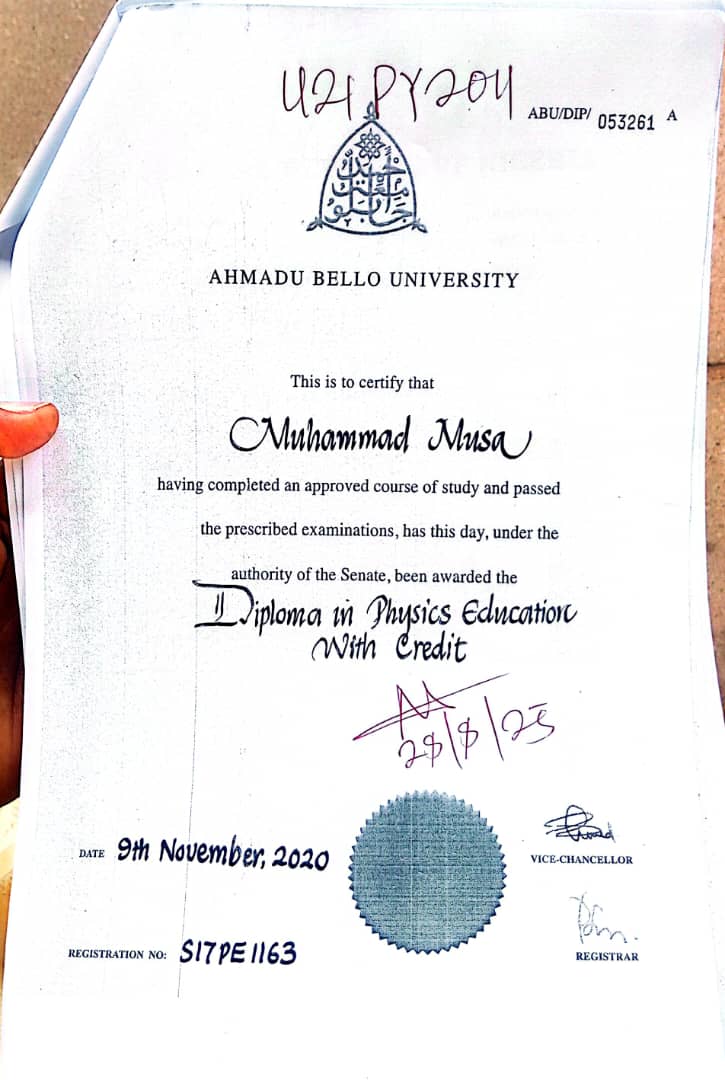 U21PY2011
ABU/DIP/ 053261 A
AHMADU BELLO UNIVERSITY
This is to certify that
Muhammad Musa
having completed an approved course of study and passed
the prescribed examinations, has this day, under the
authority of the Senate, been awarded the
Diploma in Physics Education
With Credit
28/8/25
DATE 9th November, 2020
VICE-CHANCELLOR
REGISTRATION NO: S17PE1163
REGISTRAR